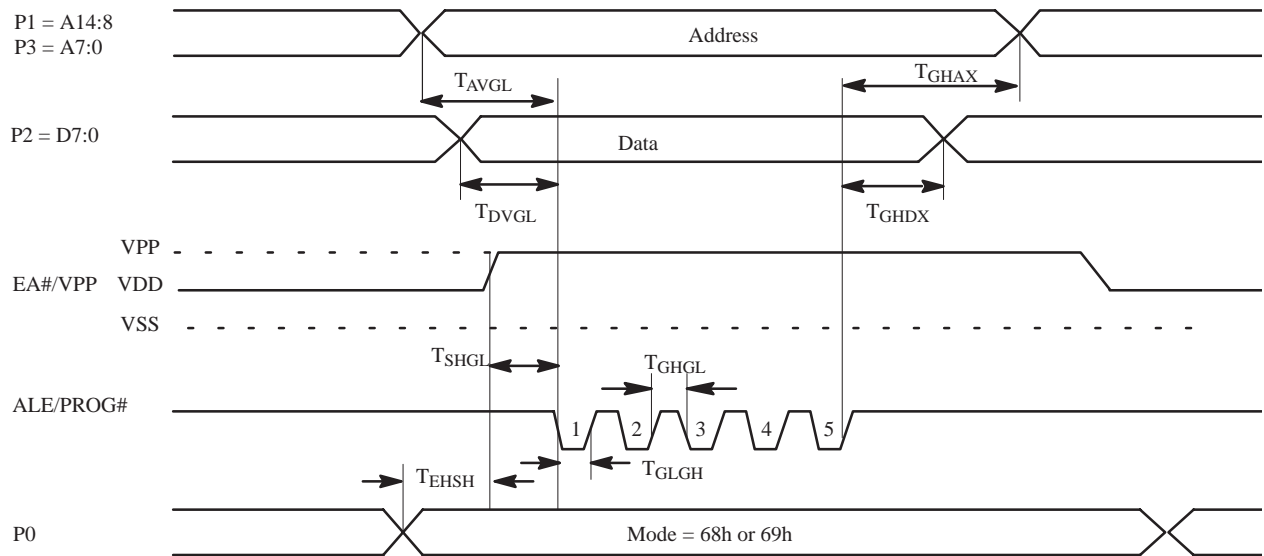 P1 = A14:8
P3 = A7:0
Address
TAVGL
TGHAX
P2 = D7:0
Data
TDVGL
TGHDX
VPP
EA#/VPP VDD
VSS
TSHGL
TGHGL
ALE/PROG#
1 2 3 4 5
TEHSH
TGLGH
P0
Mode = 68h or 69h